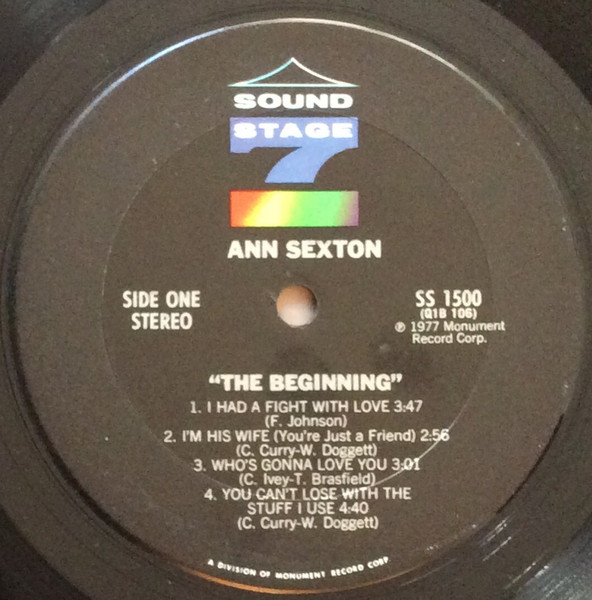 SOUND
STAGE
7
ANN SEXTON
SIDE ONE
STEREO
SS 1500
(Q1B 106)
℗ 1977 Monument
Record Corp.
“THE BEGINNING”
1. I HAD A FIGHT WITH LOVE 3:47
(F. Johnson)
2. I'M HIS WIFE (You're Just a Friend) 2:56
(C. Curry-W. Doggett)
3. WHO'S GONNA LOVE YOU 3:01
(C. Ivey-T. Brasfield)
4. YOU CAN'T LOSE WITH THE
STUFF I USE 4:40
(C. Curry-W. Doggett)
A DIVISION OF MONUMENT RECORD CORP.